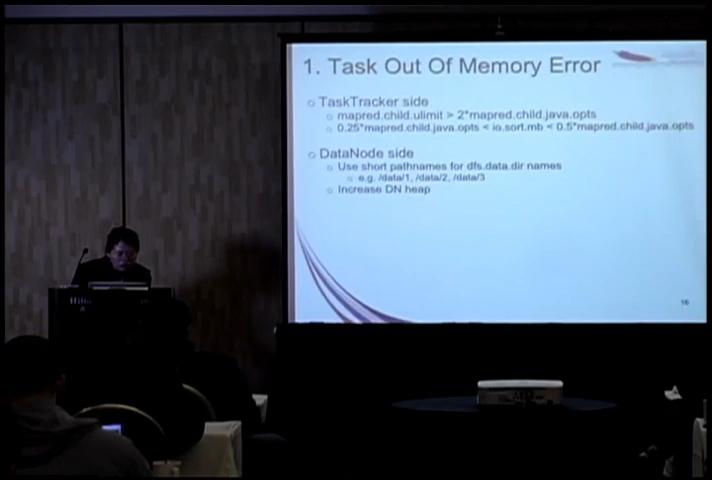 1. Task Out Of Memory Error
○ TaskTracker side
○ mapred.child.ulimit > 2*mapred.child.java.opts
○ 0.25*mapred.child.java.opts < io.sort.mb < 0.5*mapred.child.java.opts
○ DataNode side
○ Use short pathnames for dfs.data.dir names
○ e.g. /data/1, /data/2, /data/3
○ Increase DN heap
16